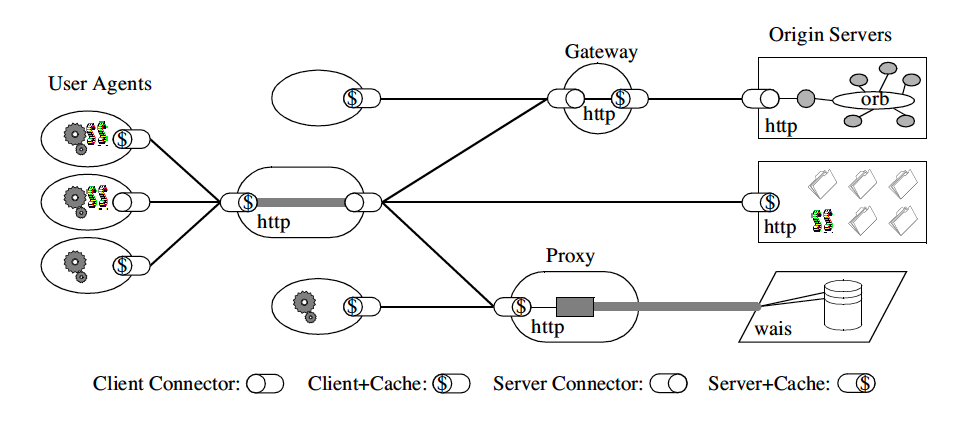 Origin Servers
Gateway
User Agents
$
$
orb
http
http
$
$
$
http
$
http
$
Proxy
$
$
http
wais
Client Connector:
Client+Cache: $
Server Connector:
Server+Cache: $